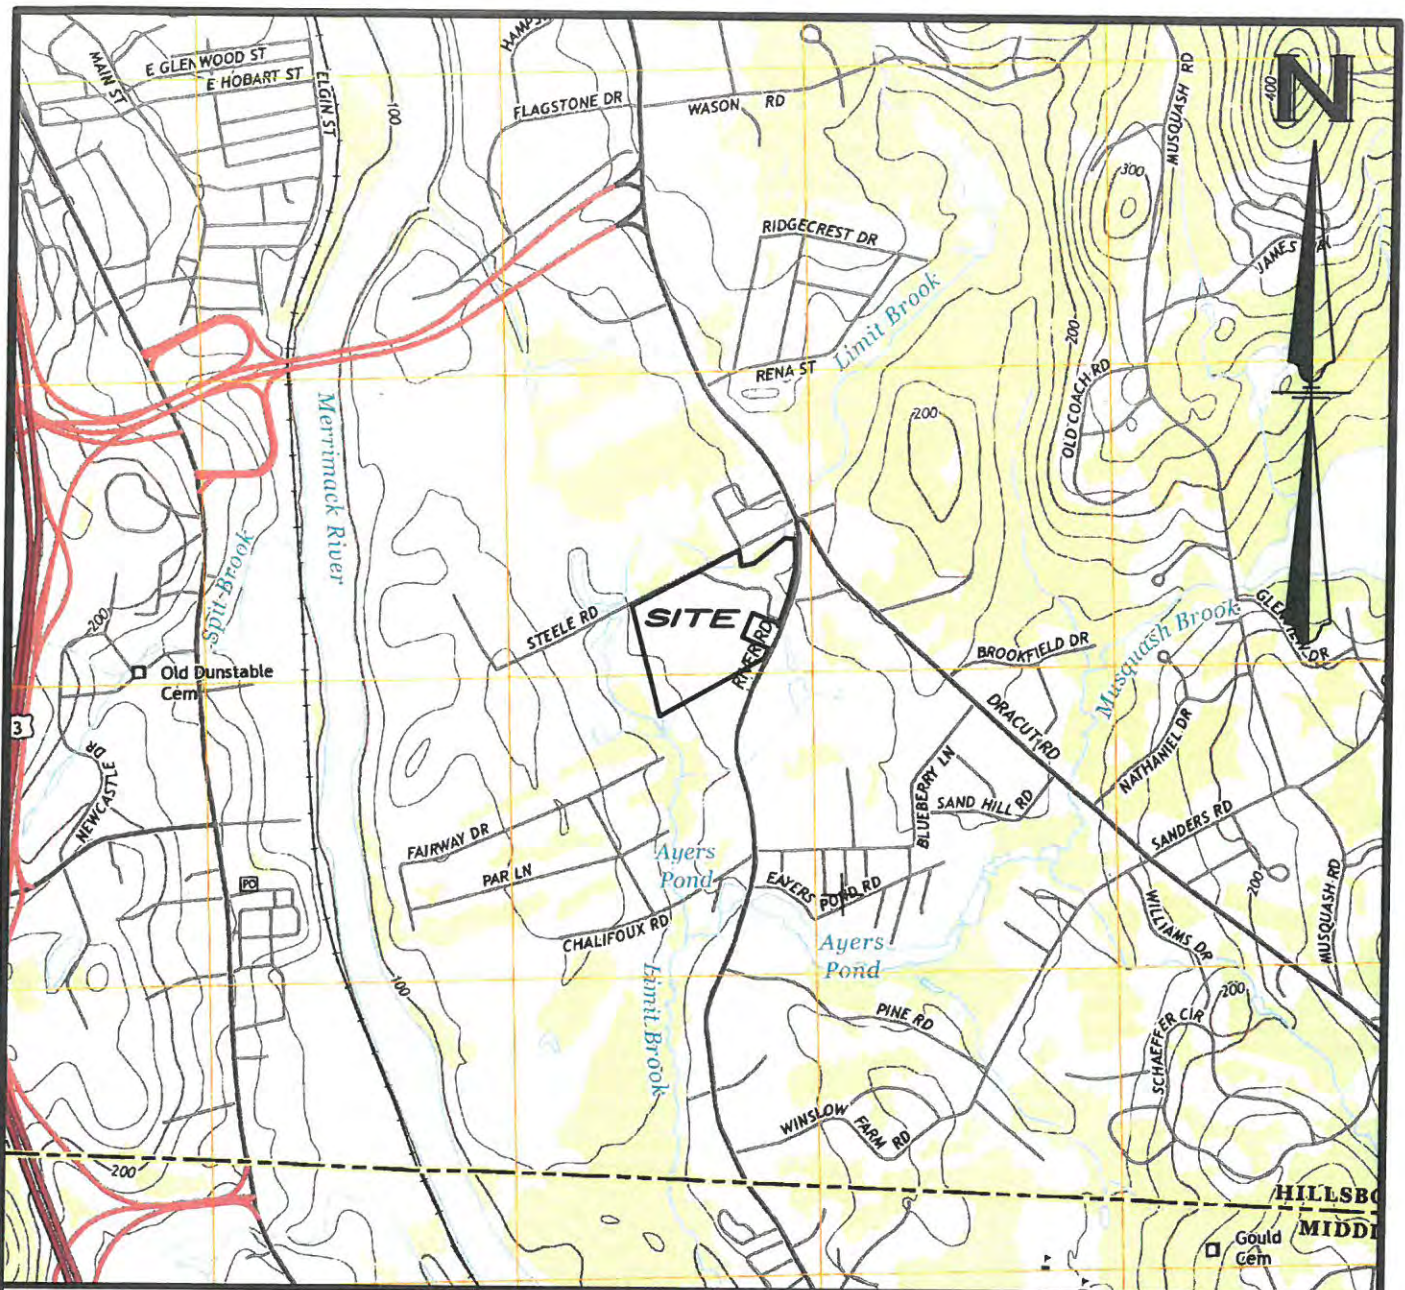 MAIN ST
E GLENWOOD ST
E HOBART ST
ELGIN ST
100
FLAGSTONE DR
WASON RD
MUSQUASH RD
400
N
300
RIDGECREST DR
JAMES
Limit Brook
200
RENA ST
OLD COACH RD
200
Merrimack River
Spit Brook
STEELE RD
SITE
RIVER RD
BROOKFIELD DR
Musquash Brook
GLENVIEW DR
200
Old Dunstable
Cem
3
NEWCASTLE DR
DRACUT RD
NATHANIEL DR
BLUEBERRY LN
SAND HILL RD
SANDERS RD
FAIRWAY DR
PAR LN
Ayers
Pond
PO
EAYERS POND RD
CHALIFOUX RD
Ayers
Pond
200
MUSQUASH RD
WILLIAMS DR
100
Limit Brook
PINE RD
200
SCHAEFFER CIR
WINSLOW FARM RD
200
Gould
Cem